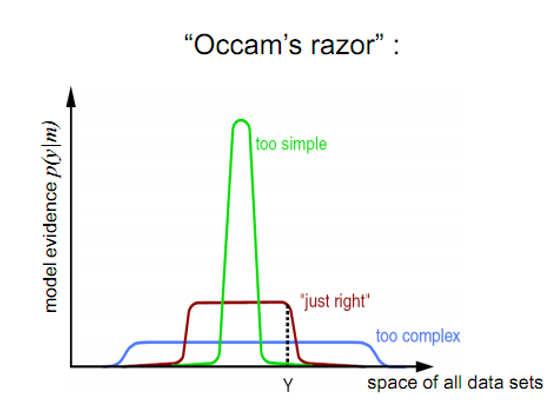 “Occam’s razor” :
model evidence p(y|m)
too simple
"just right"
too complex
Y
space of all data sets